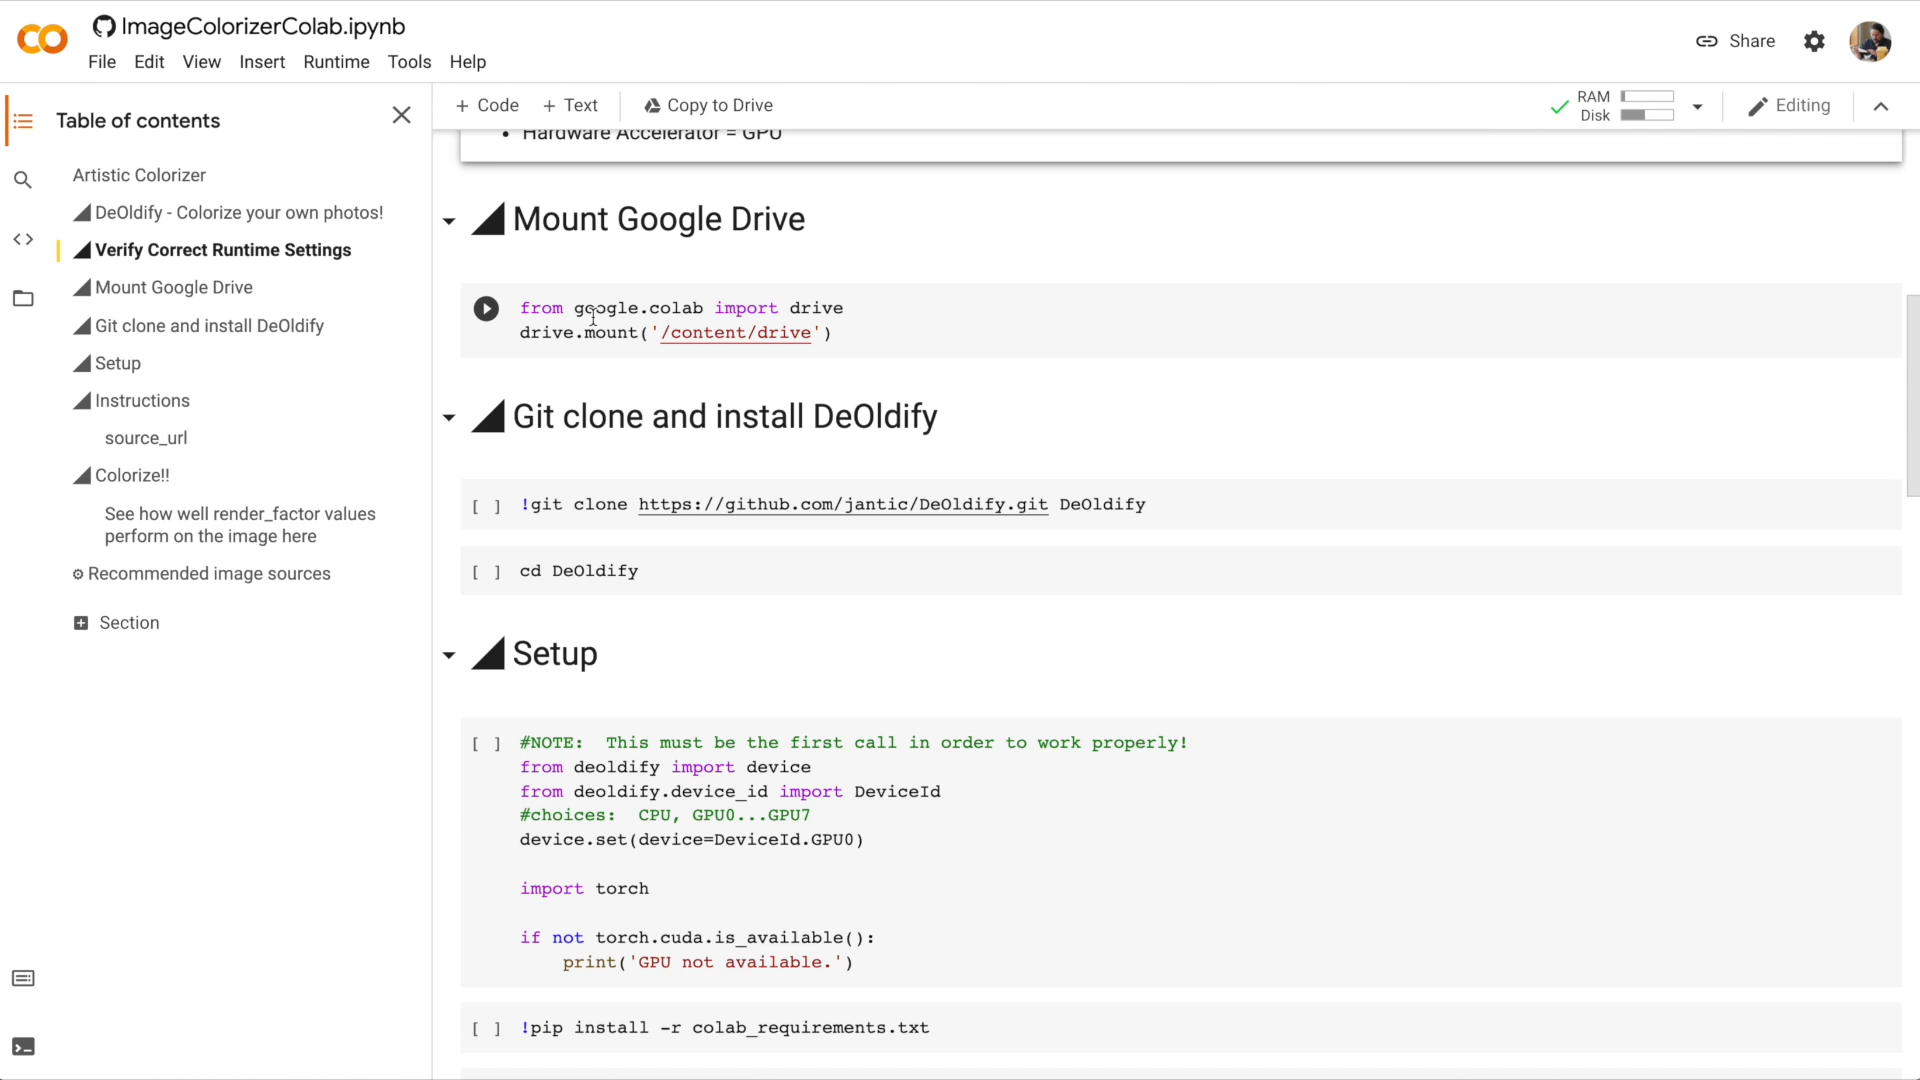 ImageColorizerColab.ipynb
File Edit View Insert Runtime Tools Help
Share
Table of contents
Artistic Colorizer
◢ DeOldify - Colorize your own photos!
◢ Verify Correct Runtime Settings
◢ Mount Google Drive
◢ Git clone and install DeOldify
◢ Setup
◢ Instructions
source_url
◢ Colorize!!
See how well render_factor values
perform on the image here
⚙ Recommended image sources
Section
+ Code + Text Copy to Drive
RAM
Disk
Editing
• Hardware Accelerator = GPU
◢ Mount Google Drive
from google.colab import drive
drive.mount('/content/drive')
◢ Git clone and install DeOldify
[ ] !git clone https://github.com/jantic/DeOldify.git DeOldify
[ ] cd DeOldify
◢ Setup
[ ] #NOTE:  This must be the first call in order to work properly!
from deoldify import device
from deoldify.device_id import DeviceId
#choices:  CPU, GPU0...GPU7
device.set(device=DeviceId.GPU0)
import torch
if not torch.cuda.is_available():
print('GPU not available.')
[ ] !pip install -r colab_requirements.txt